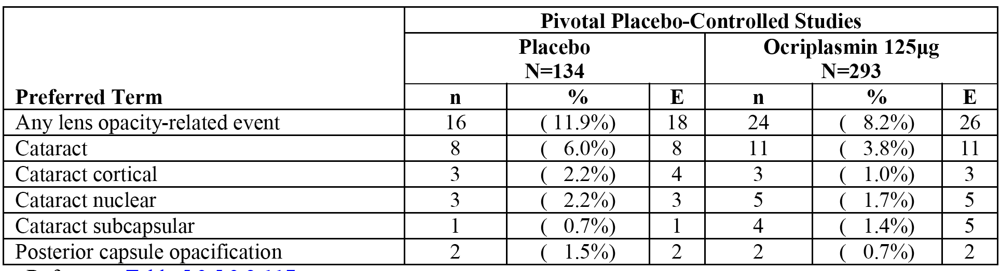 Pivotal Placebo-Controlled Studies
Placebo Ocriplasmin 125µg
N=134 N=293
Preferred Term n % E n % E
Any lens opacity-related event 16 ( 11.9%) 18 24 ( 8.2%) 26
Cataract 8 ( 6.0%) 8 11 ( 3.8%) 11
Cataract cortical 3 ( 2.2%) 4 3 ( 1.0%) 3
Cataract nuclear 3 ( 2.2%) 3 5 ( 1.7%) 5
Cataract subcapsular 1 ( 0.7%) 1 4 ( 1.4%) 5
Posterior capsule opacification 2 ( 1.5%) 2 2 ( 0.7%) 2